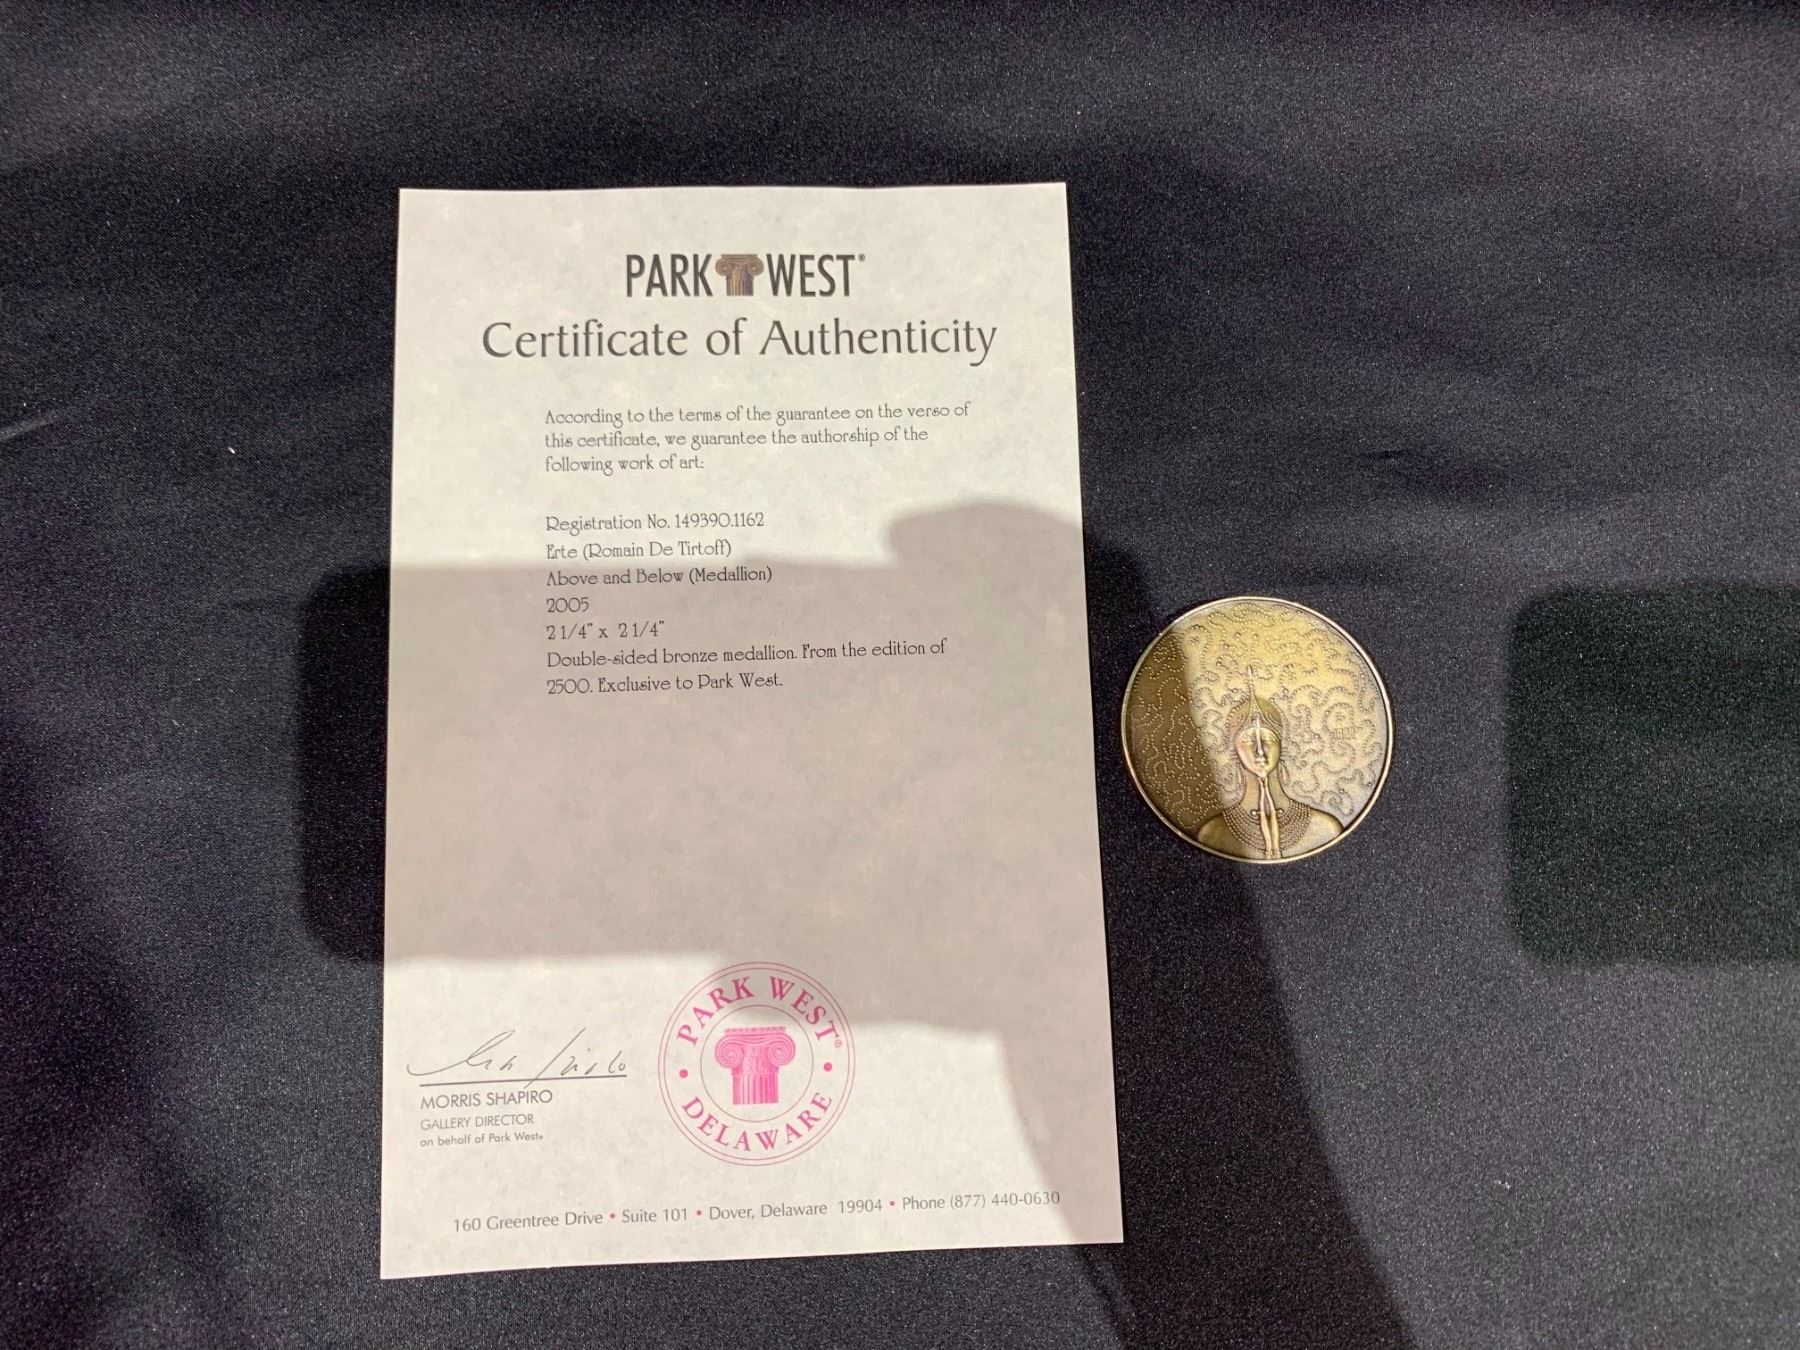 PARK WEST®
Certificate of Authenticity
According to the terms of the guarantee on the verso of
this certificate, we guarantee the authorship of the
following work of art:
Registration No. 149390.1162
Erte (Romain De Tirtoff)
Above and Below (Medallion)
2005
2 1/4" x 2 1/4"
Double-sided bronze medallion. From the edition of
2500. Exclusive to Park West.
MORRIS SHAPIRO
GALLERY DIRECTOR
on behalf of Park West®
• PARK WEST® •
DELAWARE
160 Greentree Drive • Suite 101 • Dover, Delaware 19904 • Phone (877) 440-0630